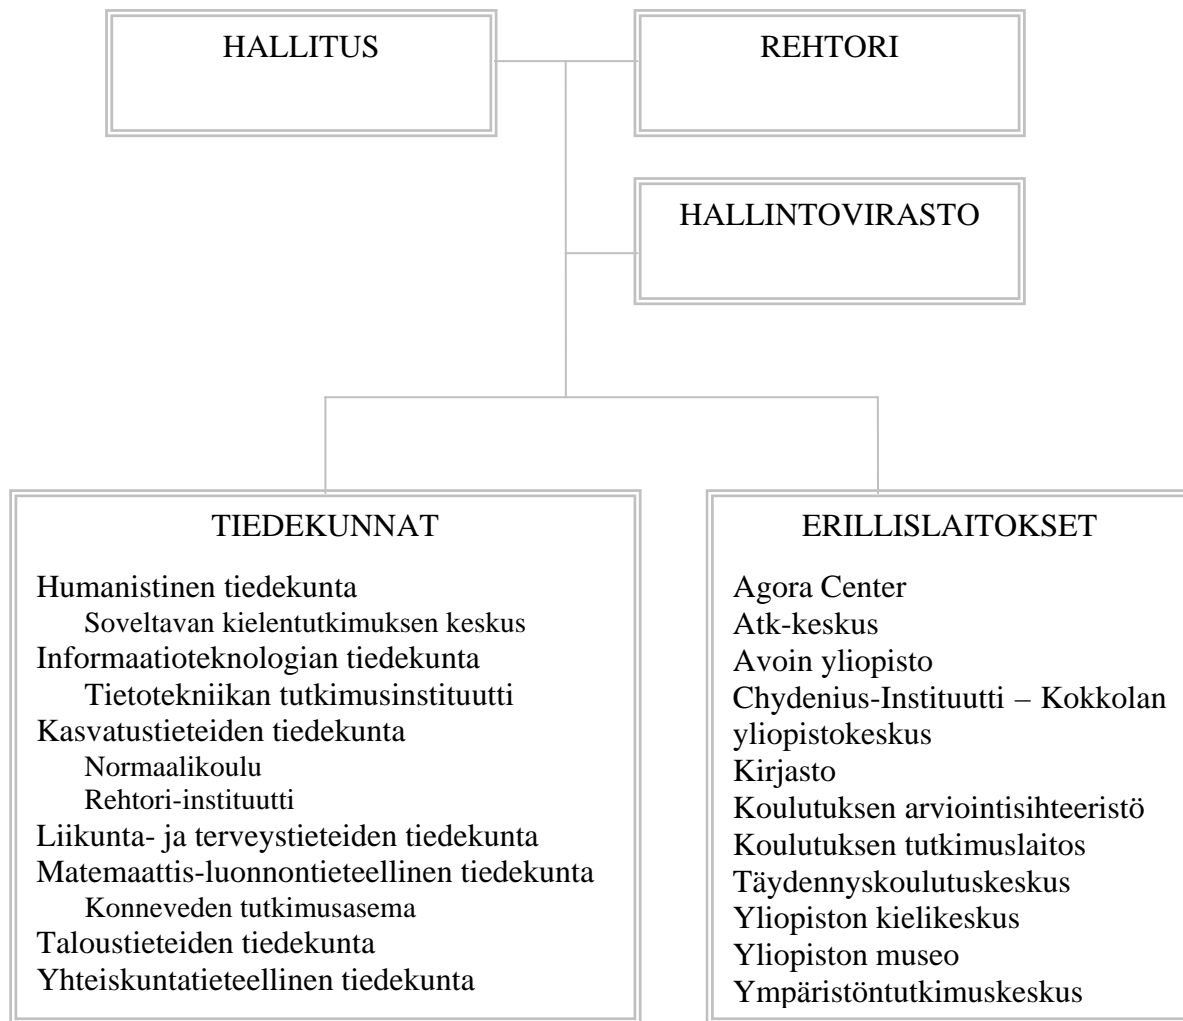 HALLITUS
REHTORI
HALLINTOVIRASTO
TIEDEKUNNAT
Humanistinen tiedekunta
Soveltavan kielentutkimuksen keskus
Informaatioteknologian tiedekunta
Tietotekniikan tutkimusinstituutti
Kasvatustieteiden tiedekunta
Normaalikoulu
Rehtori-instituutti
Liikunta- ja terveystieteiden tiedekunta
Matemaattis-luonnontieteellinen tiedekunta
Konneveden tutkimusasema
Taloustieteiden tiedekunta
Yhteiskuntatieteellinen tiedekunta
ERILLISLAITOKSET
Agora Center
Atk-keskus
Avoin yliopisto
Chydenius-Instituutti – Kokkolan
yliopistokeskus
Kirjasto
Koulutuksen arviointisihteeristö
Koulutuksen tutkimuslaitos
Täydennyskoulutuskeskus
Yliopiston kielikeskus
Yliopiston museo
Ympäristöntutkimuskeskus